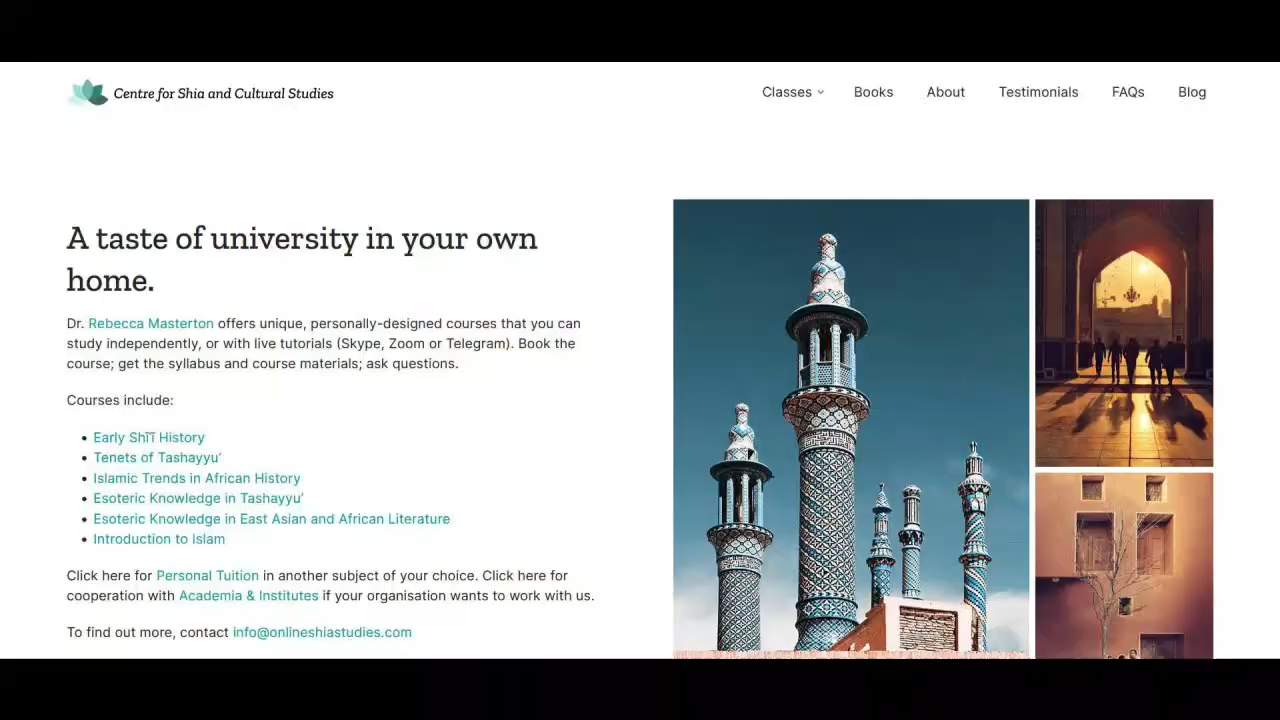 Centre for Shia and Cultural Studies
Classes Books About Testimonials FAQs Blog
A taste of university in your own
home.
Dr. Rebecca Masterton offers unique, personally-designed courses that you can
study independently, or with live tutorials (Skype, Zoom or Telegram). Book the
course; get the syllabus and course materials; ask questions.
Courses include:
• Early Shīʿī History
• Tenets of Tashayyu‘
• Islamic Trends in African History
• Esoteric Knowledge in Tashayyu‘
• Esoteric Knowledge in East Asian and African Literature
• Introduction to Islam
Click here for Personal Tuition in another subject of your choice. Click here for
cooperation with Academia & Institutes if your organisation wants to work with us.
To find out more, contact info@onlineshiastudies.com